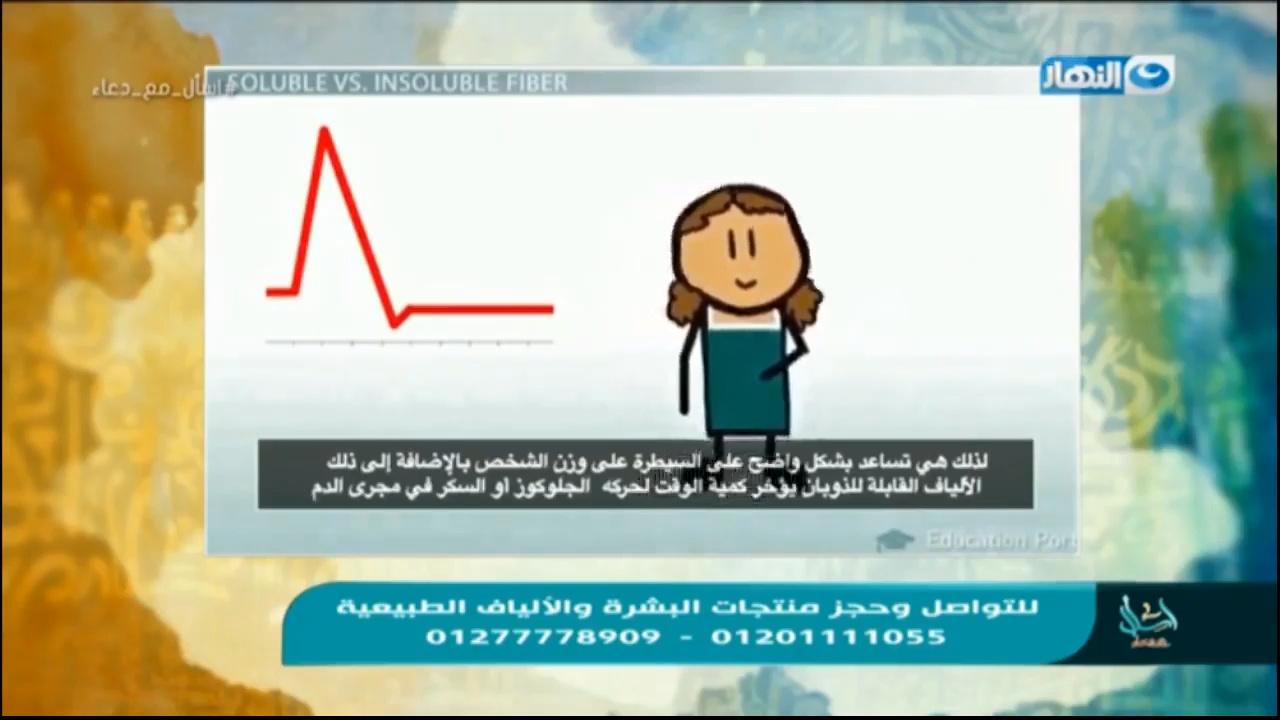 SOLUBLE VS. INSOLUBLE FIBER
#اسأل_مع_دعاء
النهار
لذلك هي تساعد بشكل واضح على السيطرة على وزن الشخص بالإضافة إلى ذلك
الألياف القابلة للذوبان يؤخر كمية الوقت لحركه الجلوكوز أو السكر في مجرى الدم
Education Port
للتواصل وحجز منتجات البشرة والألياف الطبيعية
01277778909 - 01201111055